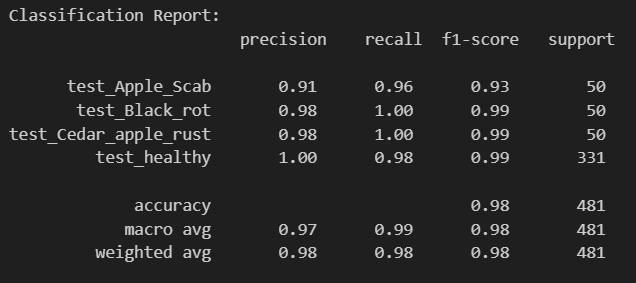 Classification Report:
precision recall f1-score support
test_Apple_Scab 0.91 0.96 0.93 50
test_Black_rot 0.98 1.00 0.99 50
test_Cedar_apple_rust 0.98 1.00 0.99 50
test_healthy 1.00 0.98 0.99 331
accuracy 0.98 481
macro avg 0.97 0.99 0.98 481
weighted avg 0.98 0.98 0.98 481